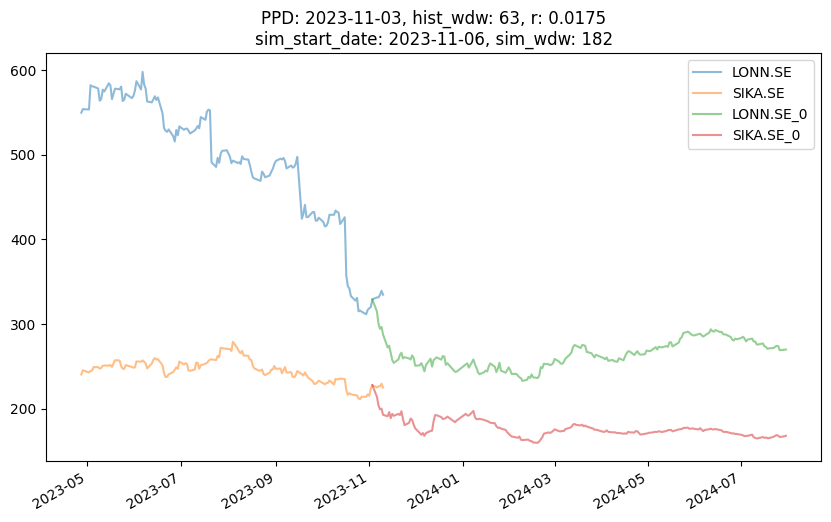 PPD: 2023-11-03, hist_wdw: 63, r: 0.0175
sim_start_date: 2023-11-06, sim_wdw: 182
600
500
400
300
200
LONN.SE
SIKA.SE
LONN.SE_0
SIKA.SE_0
2023-05
2023-07
2023-09
2023-11
2024-01
2024-03
2024-05
2024-07